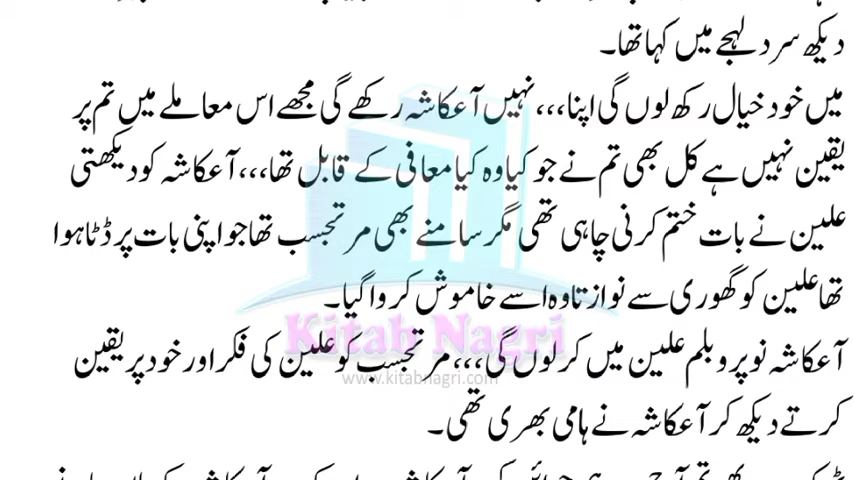 دیکھ سرد لہجے میں کہا تھا۔
میں خود خیال رکھ لوں گی اپنا،،،، نہیں آعکاشہ رکھے گی مجھے اس معاملے میں تم پر
یقین نہیں ہے کل بھی تم نے جو کیا وہ کیا معافی کے قابل تھا،،،، آعکاشہ کو دیکھتی
علین نے بات ختم کرنی چاہی تھی مگر سامنے بھی مر تجسب تھا جو اپنی بات پر ڈٹا ہوا
تھا علین کو گھوری سے نوازتا وہ اسے خاموش کروا گیا۔
Kitab Nagri
آعکاشہ نو پروبلم علین میں کر لوں گی،،،، مر تجسب کو علین کی فکر اور خود پر یقین
www.kitabnagri.com
کرتے دیکھ کر آعکاشہ نے ہامی بھری تھی۔